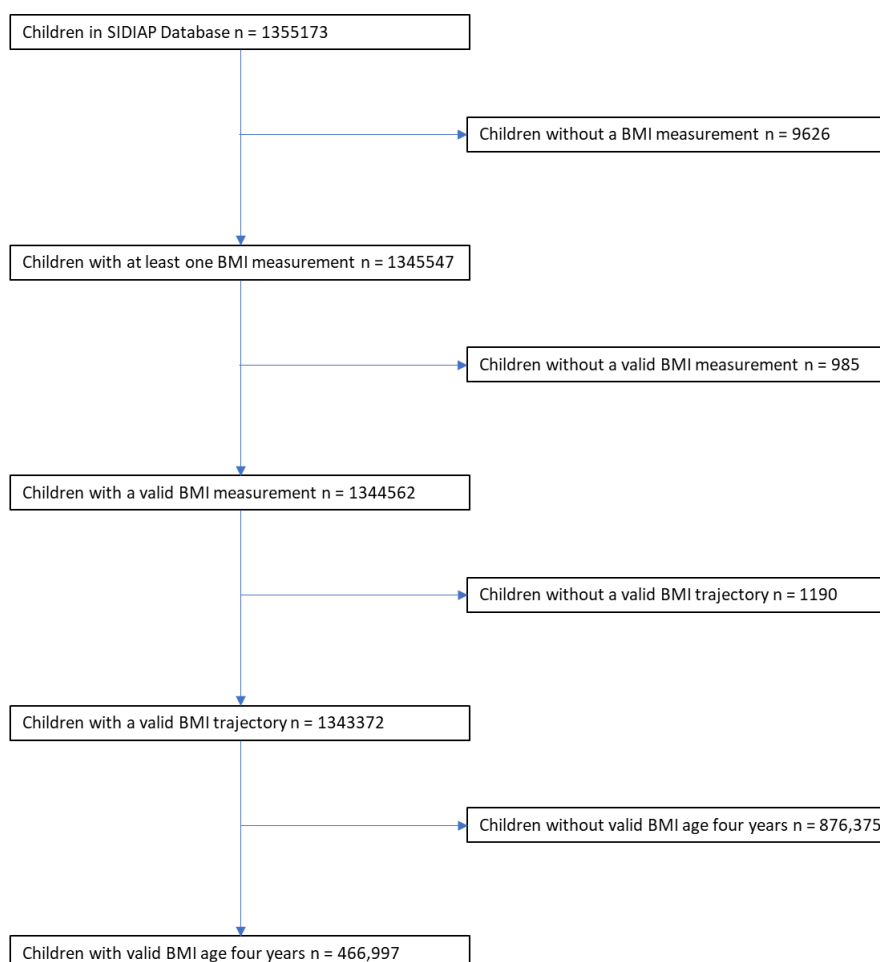 Children in SIDIAP Database n = 1355173
Children without a BMI measurement n = 9626
Children with at least one BMI measurement n = 1345547
Children without a valid BMI measurement n = 985
Children with a valid BMI measurement n = 1344562
Children without a valid BMI trajectory n = 1190
Children with a valid BMI trajectory n = 1343372
Children without valid BMI age four years n = 876,375
Children with valid BMI age four years n = 466,997